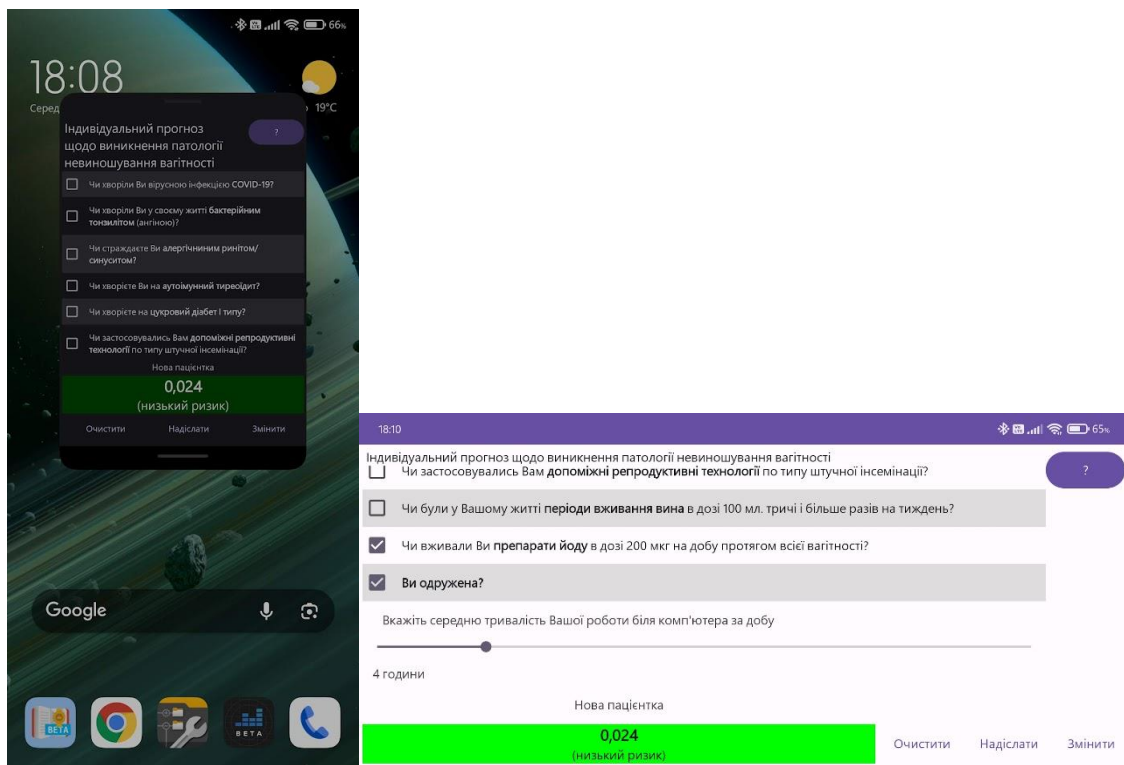 66%
18:08
Серед
19°C
Індивідуальний прогноз
щодо виникнення патології
невиношування вагітності
?
Чи хворіли Ви вірусною інфекцією COVID-19?
Чи хворіли Ви у своєму житті бактерійним
тонзилітом (ангіною)?
Чи страждаєте Ви алергічниним ринітом/
синуситом?
Чи хворієте Ви на аутоімунний тиреоїдит?
Чи хворієте на цукровий діабет І типу?
Чи застосовувались Вам допоміжні репродуктивні
технології по типу штучної інсемінації?
Нова пацієнтка
0,024
(низький ризик)
Очистити Надіслати Змінити
Google
BETA
BETA
18:10 65%
Індивідуальний прогноз щодо виникнення патології невиношування вагітності
?
Чи застосовувались Вам допоміжні репродуктивні технології по типу штучної інсемінації?
Чи були у Вашому житті періоди вживання вина в дозі 100 мл. тричі і більше разів на тиждень?
Чи вживали Ви препарати йоду в дозі 200 мкг на добу протягом всієї вагітності?
Ви одружена?
Вкажіть середню тривалість Вашої роботи біля комп'ютера за добу
4 години
Нова пацієнтка
0,024
(низький ризик)
Очистити Надіслати Змінити